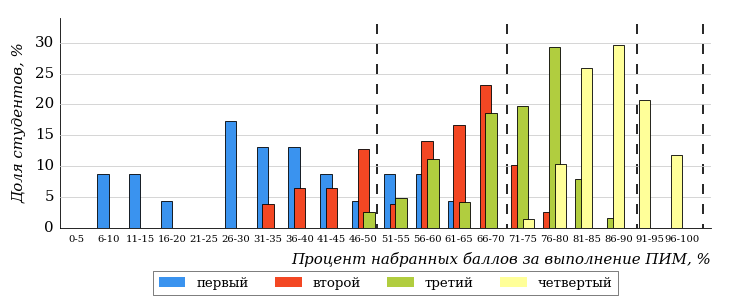 Доля студентов, %
30
25
20
15
10
5
0
0-5 6-10 11-15 16-20 21-25 26-30 31-35 36-40 41-45 46-50 51-55 56-60 61-65 66-70 71-75 76-80 81-85 86-90 91-95 96-100
Процент набранных баллов за выполнение ПИМ, %
первый второй третий четвертый